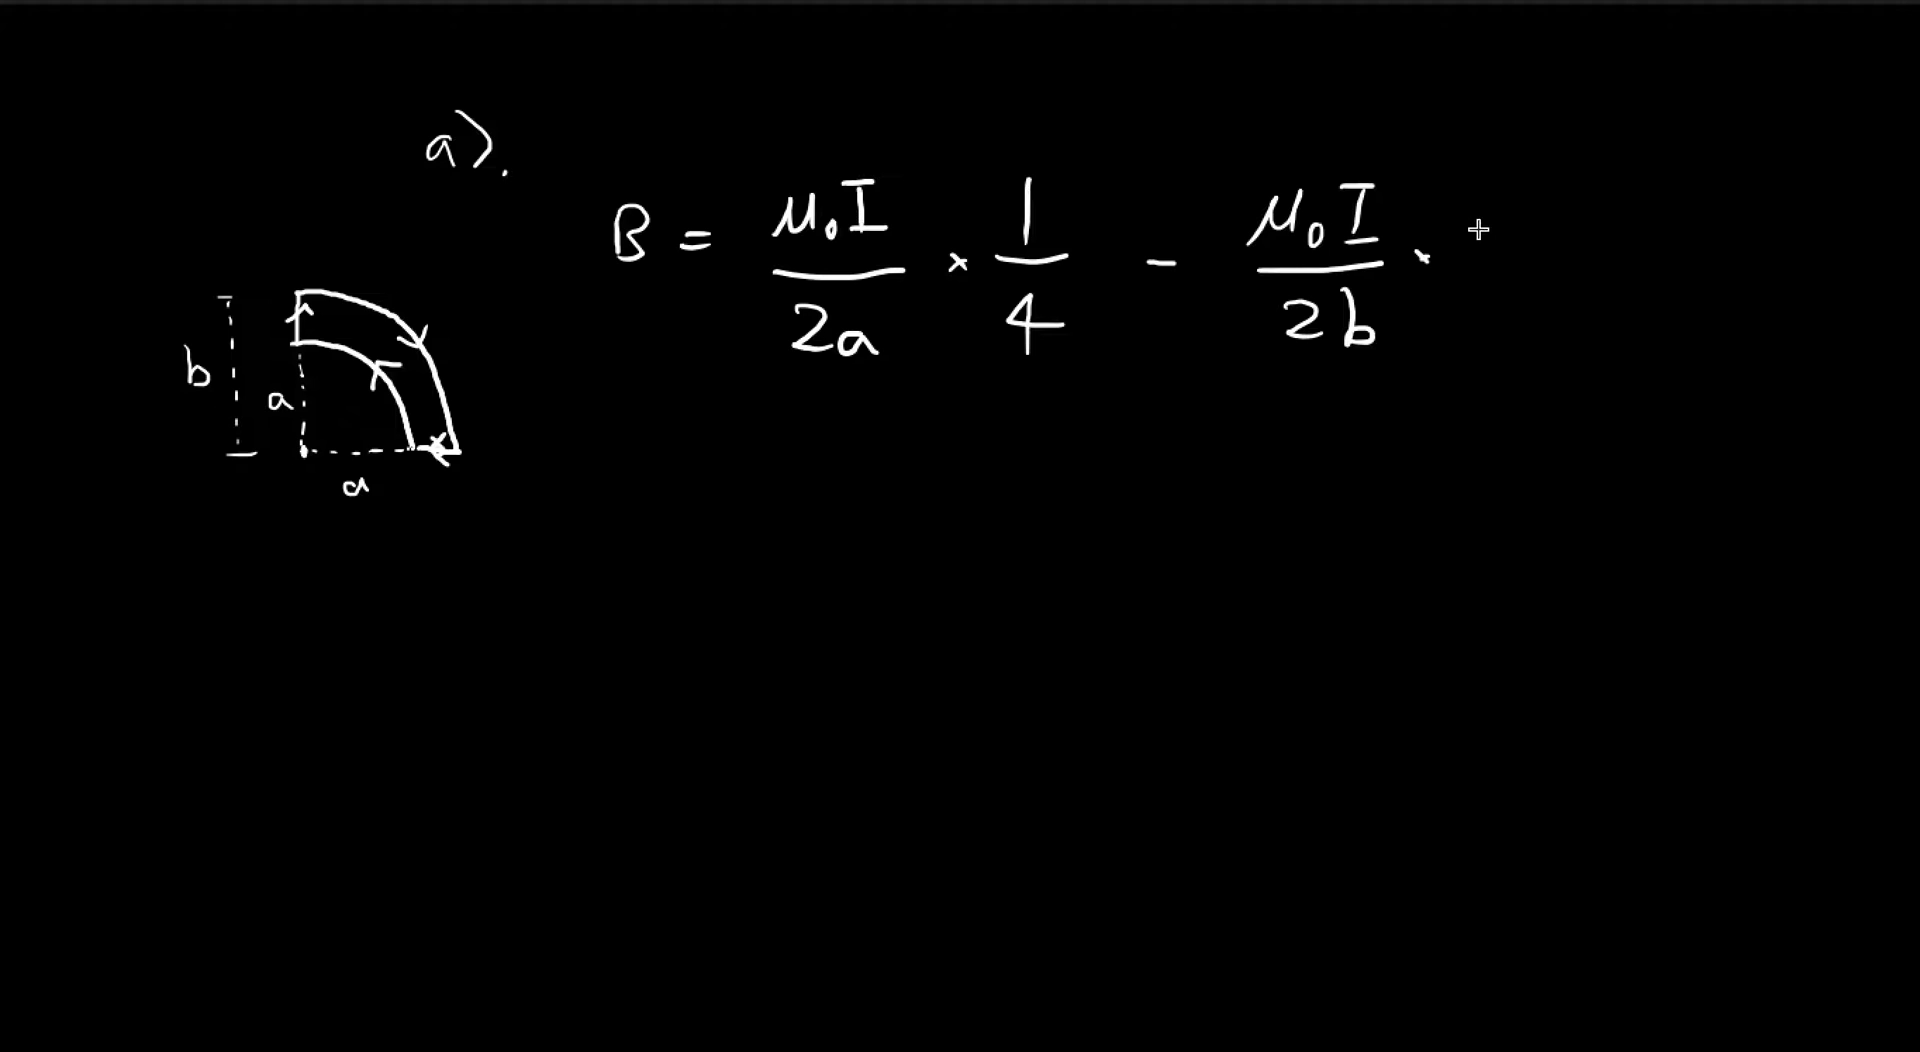 a).
B = μ₀I/2a × 1/4 - μ₀I/2b ×
b
a
a